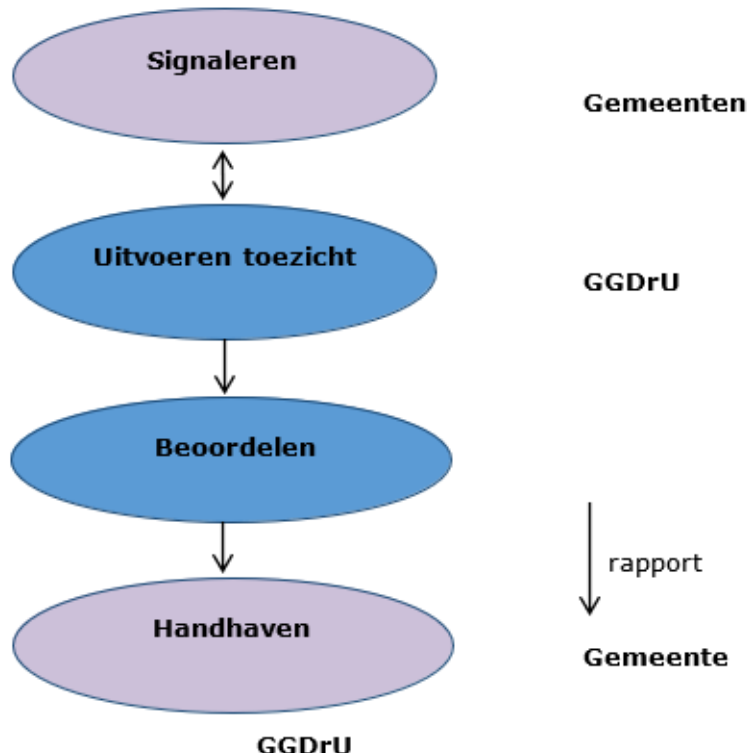 Signaleren
Gemeenten
Uitvoeren toezicht
GGDrU
Beoordelen
rapport
Handhaven
Gemeente
GGDrU